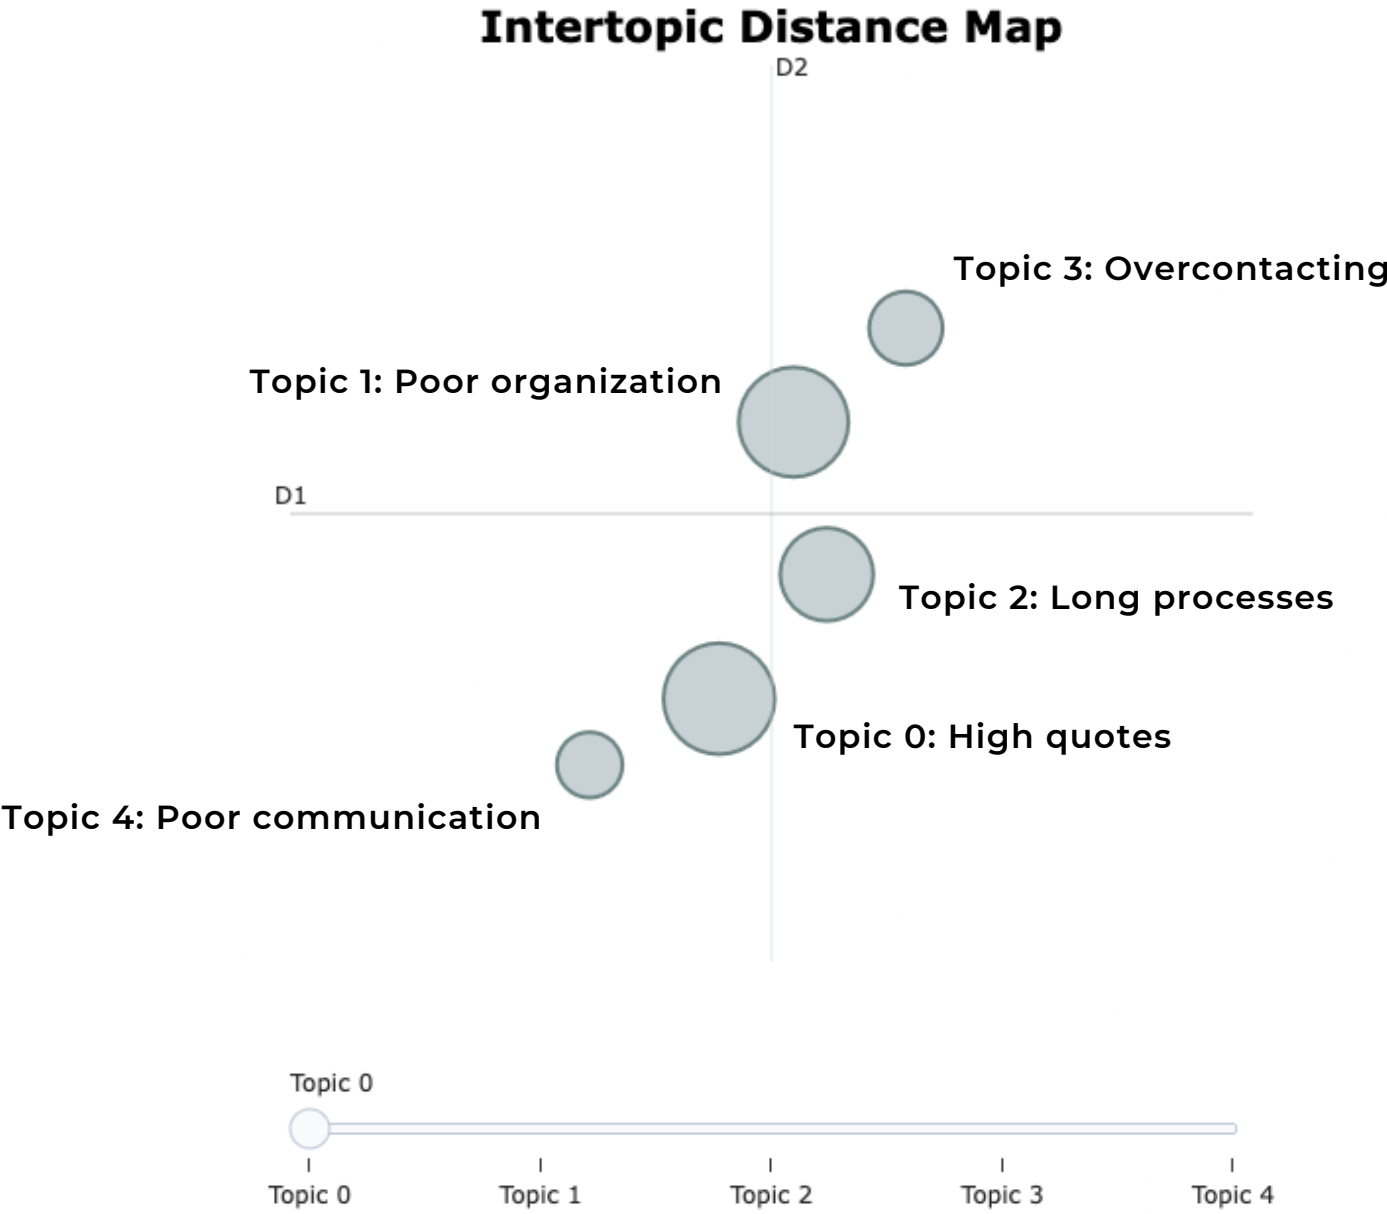 Intertopic Distance Map
D2
Topic 3: Overcontacting
Topic 1: Poor organization
D1
Topic 2: Long processes
Topic 0: High quotes
Topic 4: Poor communication
Topic 0
Topic 0 Topic 1 Topic 2 Topic 3 Topic 4